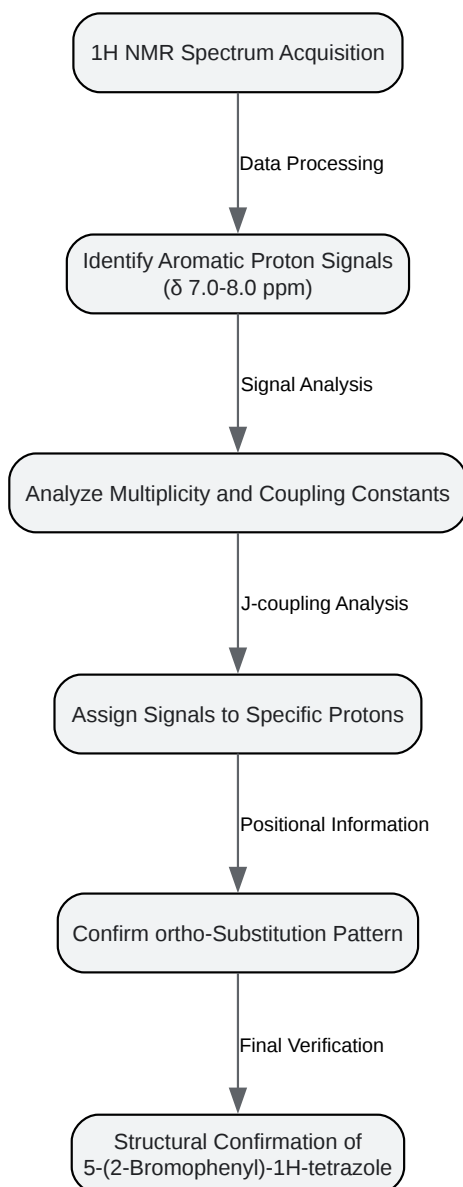 1H NMR Spectrum Acquisition
Data Processing
Identify Aromatic Proton Signals
(δ 7.0-8.0 ppm)
Signal Analysis
Analyze Multiplicity and Coupling Constants
J-coupling Analysis
Assign Signals to Specific Protons
Positional Information
Confirm ortho-Substitution Pattern
Final Verification
Structural Confirmation of
5-(2-Bromophenyl)-1H-tetrazole